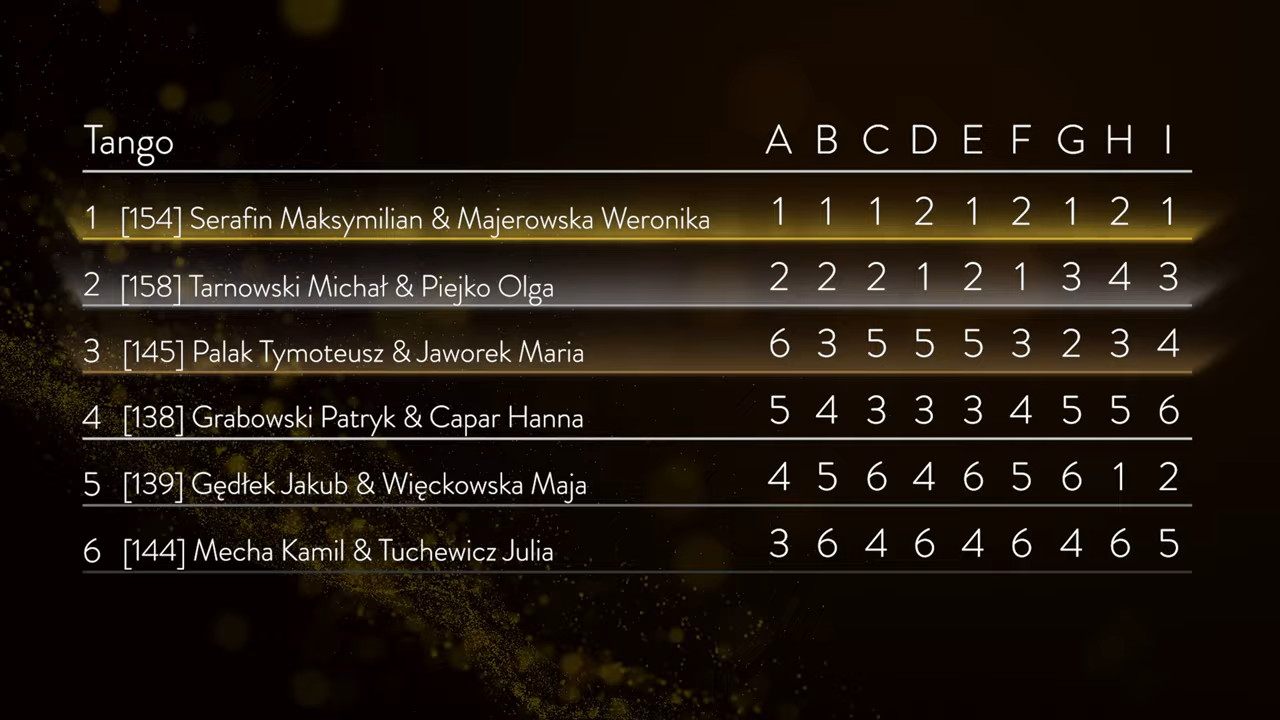 Tango A B C D E F G H I
1 [154] Serafin Maksymilian & Majerowska Weronika 1 1 1 2 1 2 1 2 1
2 [158] Tarnowski Michał & Piejko Olga 2 2 2 1 2 1 3 4 3
3 [145] Palak Tymoteusz & Jaworek Maria 6 3 5 5 5 3 2 3 4
4 [138] Grabowski Patryk & Capar Hanna 5 4 3 3 3 4 5 5 6
5 [139] Gędłek Jakub & Więckowska Maja 4 5 6 4 6 5 6 1 2
6 [144] Mecha Kamil & Tuchewicz Julia 3 6 4 6 4 6 4 6 5